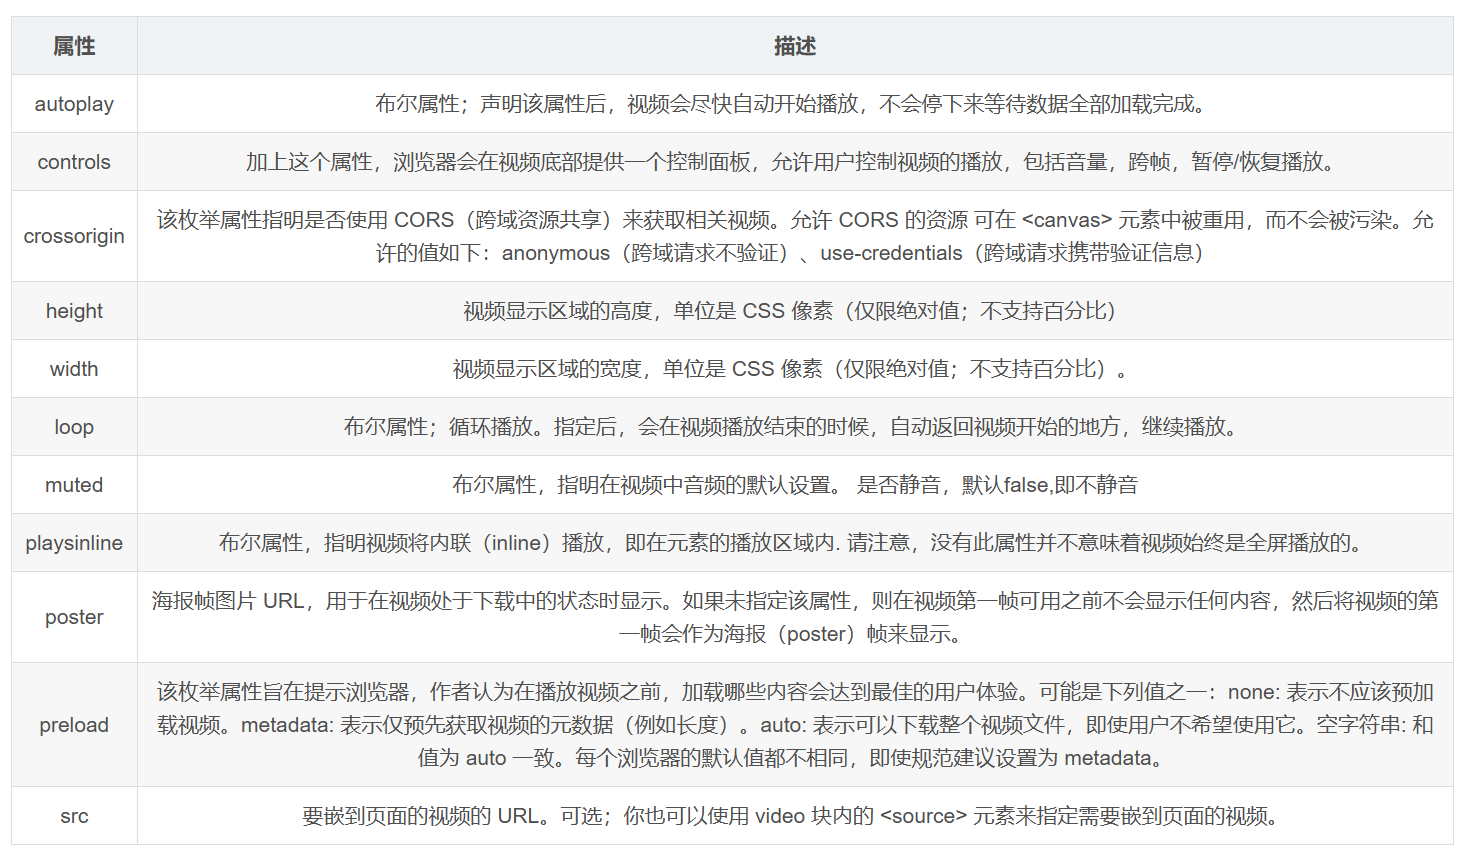 属性 描述
autoplay 布尔属性；声明该属性后，视频会尽快自动开始播放，不会停下来等待数据全部加载完成。
controls 加上这个属性，浏览器会在视频底部提供一个控制面板，允许用户控制视频的播放，包括音量，跨帧，暂停/恢复播放。
crossorigin 该枚举属性指明是否使用 CORS（跨域资源共享）来获取相关视频。允许 CORS 的资源 可在 <canvas> 元素中被重用，而不会被污染。允
许的值如下：anonymous（跨域请求不验证）、use-credentials（跨域请求携带验证信息）
height 视频显示区域的高度，单位是 CSS 像素（仅限绝对值；不支持百分比）
width 视频显示区域的宽度，单位是 CSS 像素（仅限绝对值；不支持百分比）。
loop 布尔属性；循环播放。指定后，会在视频播放结束的时候，自动返回视频开始的地方，继续播放。
muted 布尔属性，指明在视频中音频的默认设置。 是否静音，默认false,即不静音
playsinline 布尔属性，指明视频将内联（inline）播放，即在元素的播放区域内. 请注意，没有此属性并不意味着视频始终是全屏播放的。
poster 海报帧图片 URL，用于在视频处于下载中的状态时显示。如果未指定该属性，则在视频第一帧可用之前不会显示任何内容，然后将视频的第
一帧会作为海报（poster）帧来显示。
preload 该枚举属性旨在提示浏览器，作者认为在播放视频之前，加载哪些内容会达到最佳的用户体验。可能是下列值之一：none: 表示不应该预加
载视频。metadata: 表示仅预先获取视频的元数据（例如长度）。auto: 表示可以下载整个视频文件，即使用户不希望使用它。空字符串: 和
值为 auto 一致。每个浏览器的默认值都不相同，即使规范建议设置为 metadata。
src 要嵌到页面的视频的 URL。可选；你也可以使用 video 块内的 <source> 元素来指定需要嵌到页面的视频。